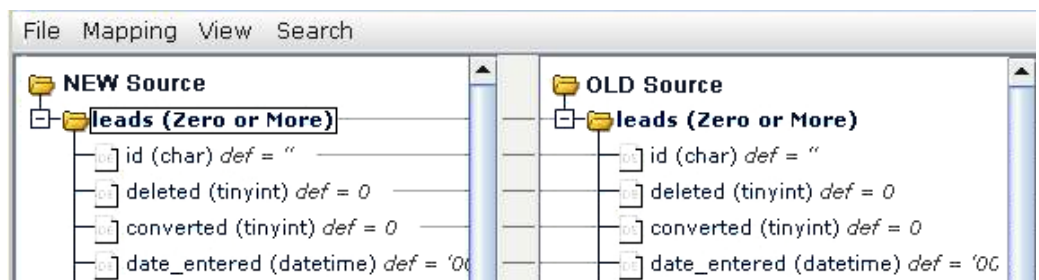 File Mapping View Search
NEW Source
leads (Zero or More)
id (char) def = ‘‘
deleted (tinyint) def = 0
converted (tinyint) def = 0
date_entered (datetime) def = '00
OLD Source
leads (Zero or More)
id (char) def = ‘‘
deleted (tinyint) def = 0
converted (tinyint) def = 0
date_entered (datetime) def = '00